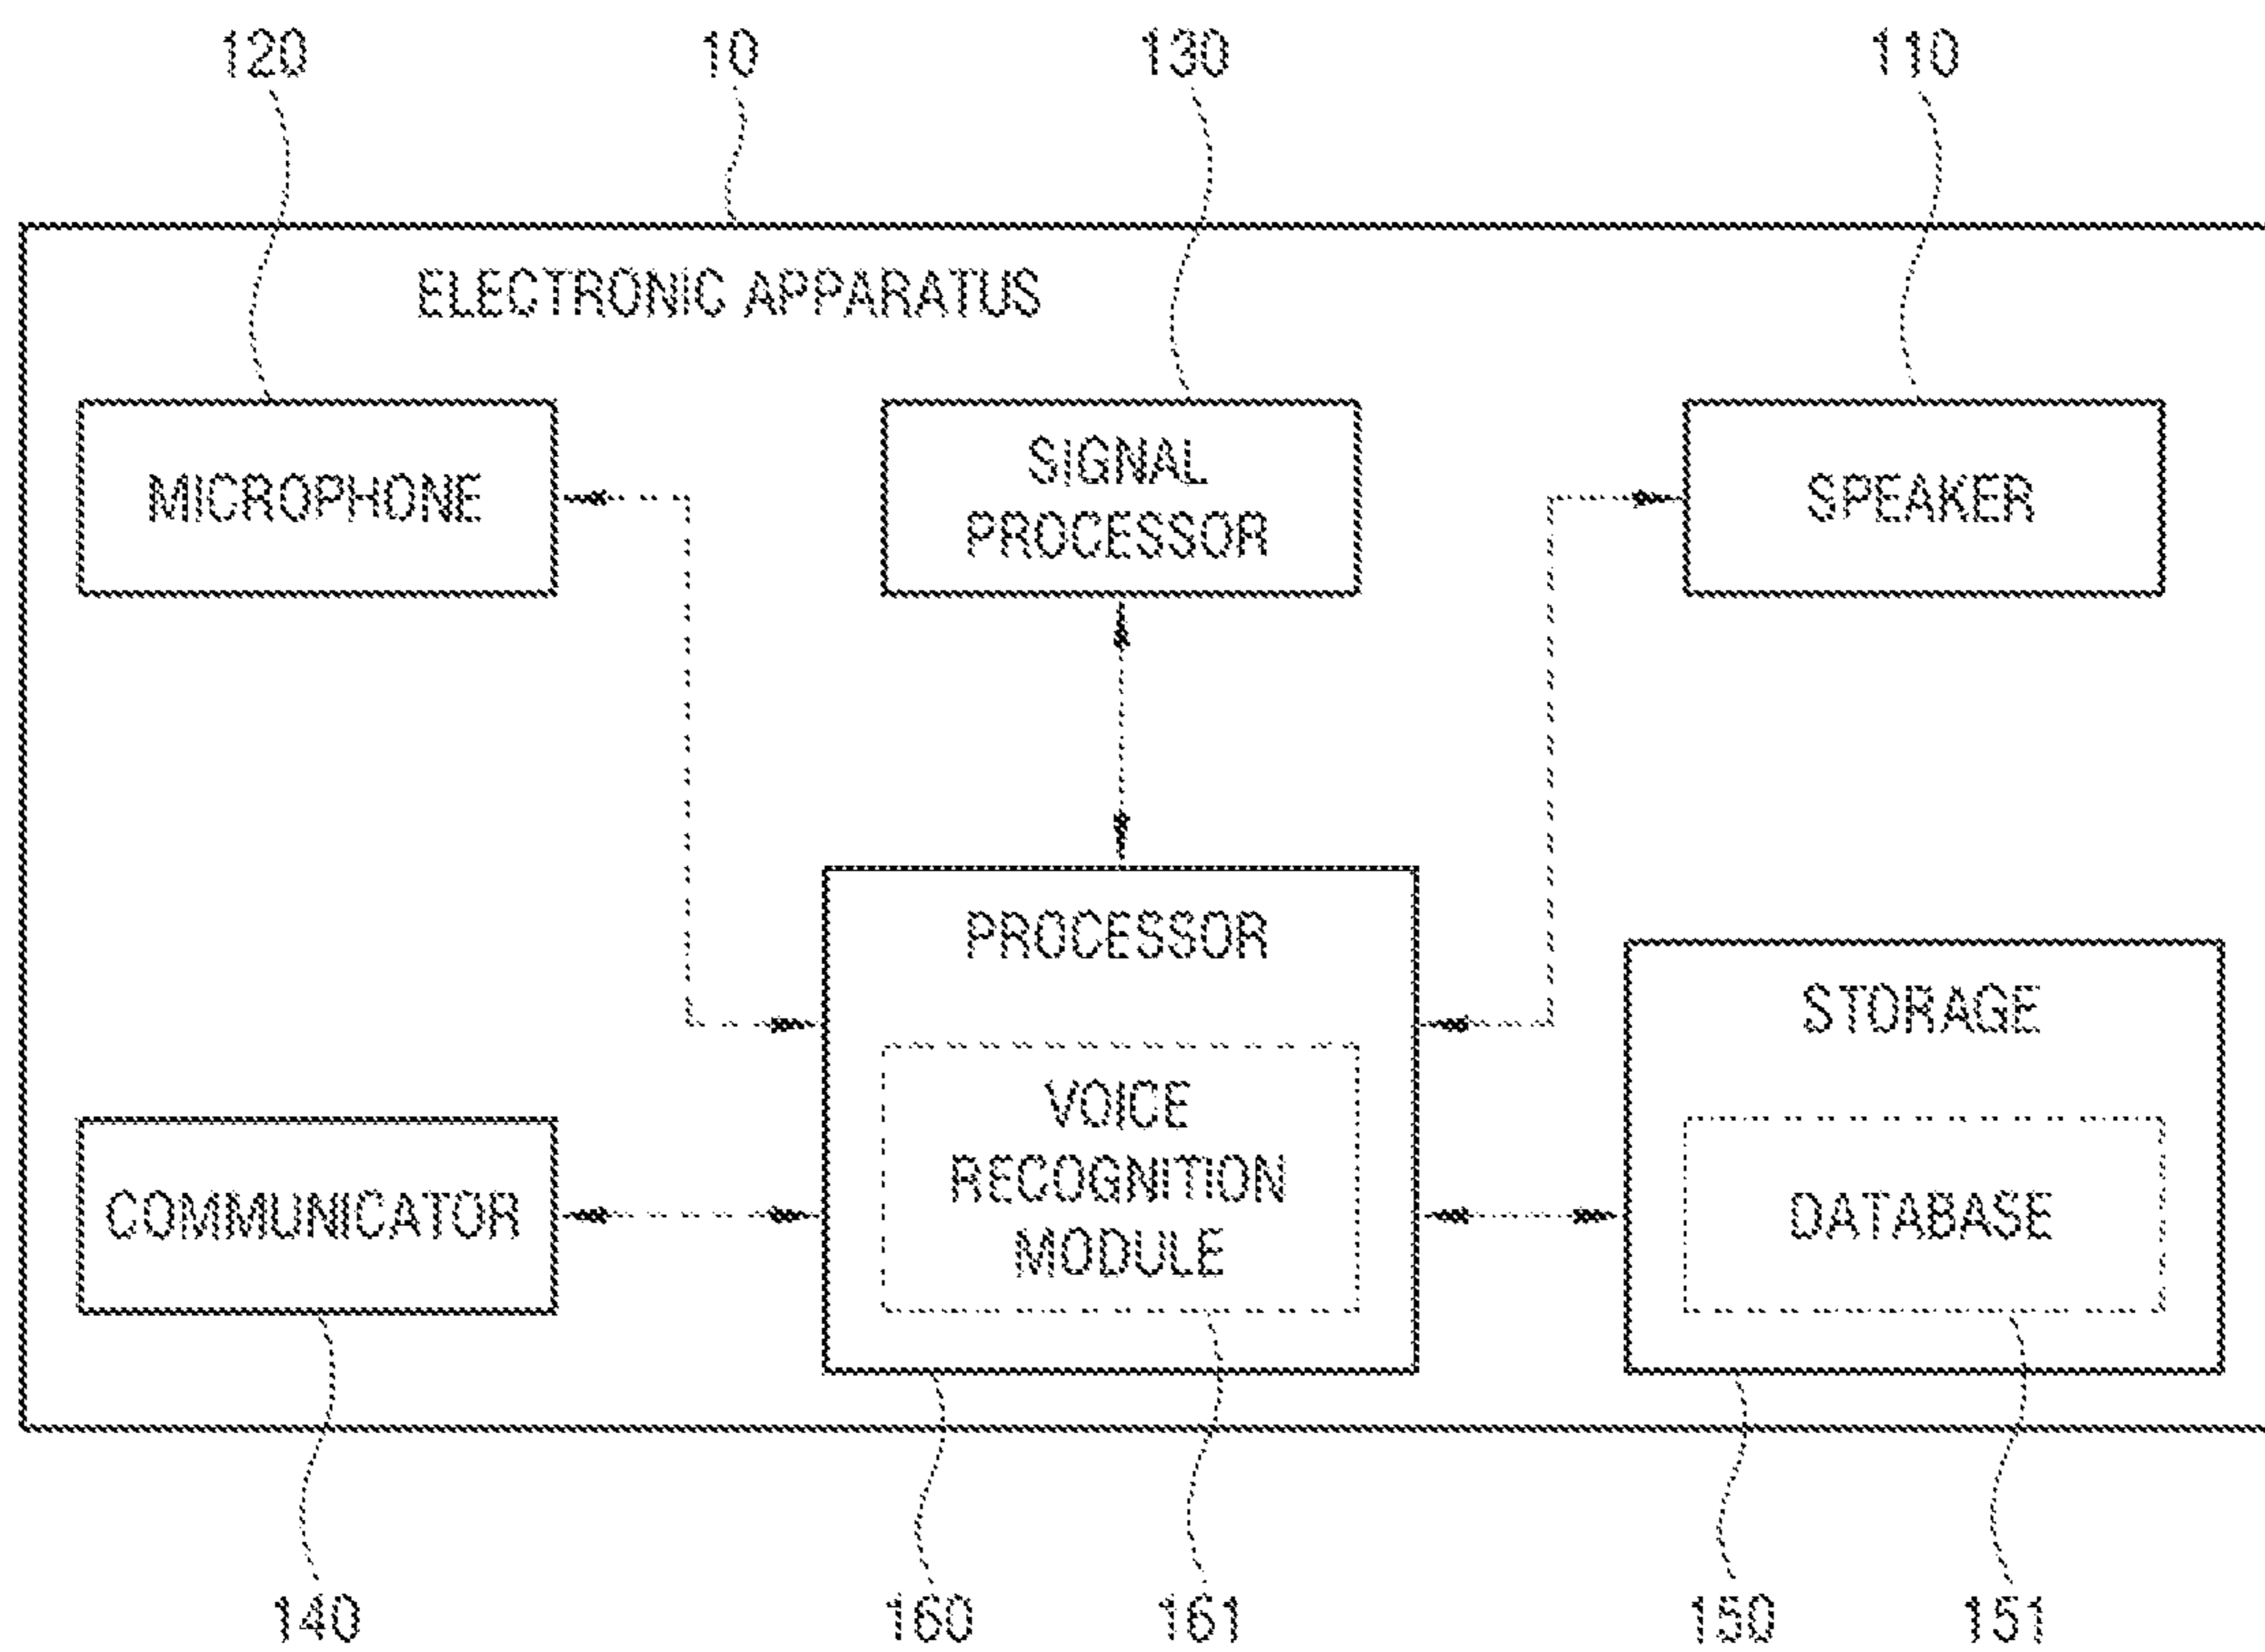 120
10
130
110
ELECTRONIC APPARATUS
MICROPHONE
SIGNAL
PROCESSOR
SPEAKER
PROCESSOR
STORAGE
VOICE
RECOGNITION
MODULE
COMMUNICATOR
DATABASE
140
160
161
150
151